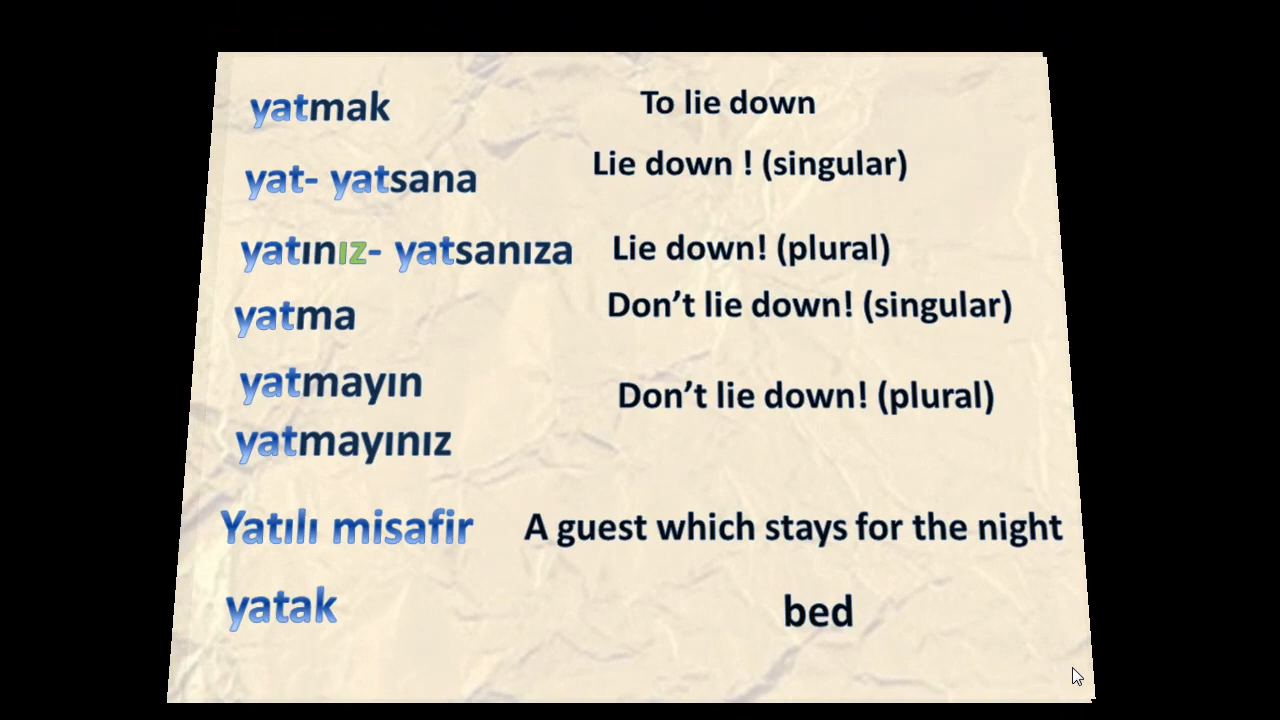 yatmak To lie down
yat- yatsana Lie down ! (singular)
yatınız- yatsanıza Lie down! (plural)
yatma Don’t lie down! (singular)
yatmayın Don’t lie down! (plural)
yatmayınız
Yatılı misafir A guest which stays for the night
yatak bed